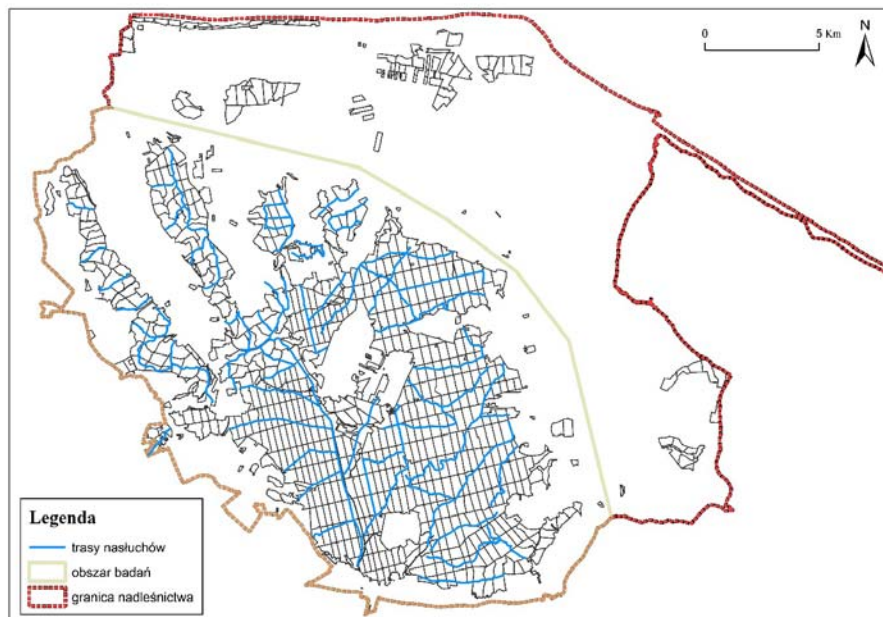 0
5 Km
N
Legenda
trasy nasłuchów
obszar badań
granica nadleśnictwa